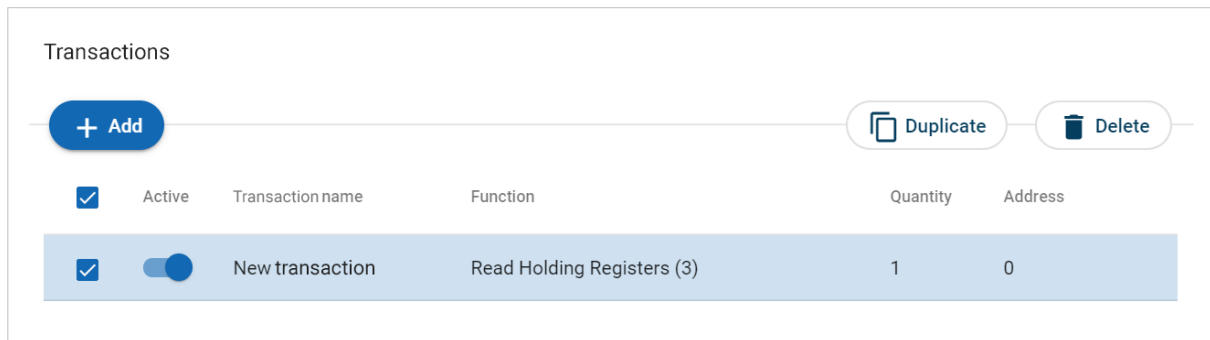 Transactions
Add Duplicate Delete
Active Transaction name Function Quantity Address
New transaction Read Holding Registers (3) 1 0